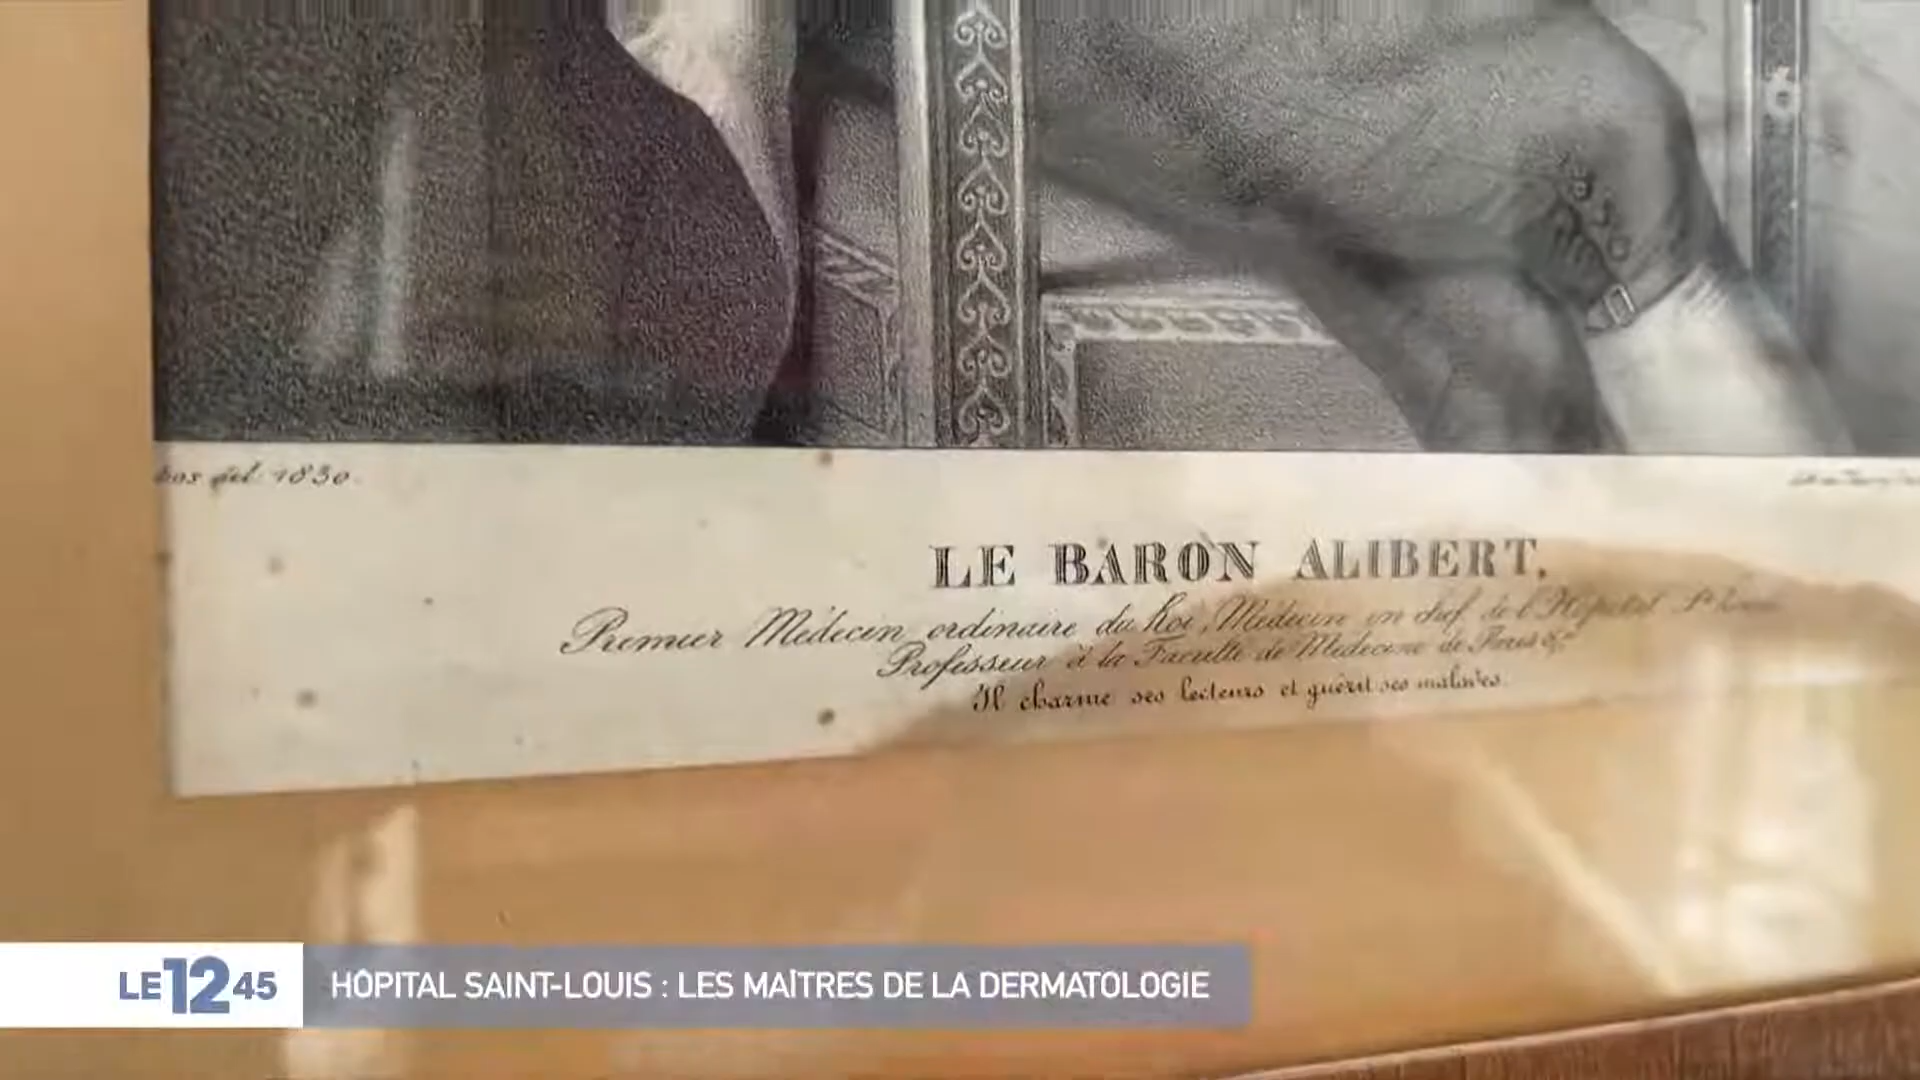 6
del 1830.
LE BARON ALIBERT.
Premier Médecin ordinaire du Roi, Médecin en chef de l'Hôpital St Louis
Professeur à la Faculté de Médecine de Paris &c
Il charme ses lecteurs et guérit ses malades.
LE 12 45
HÔPITAL SAINT-LOUIS : LES MAÎTRES DE LA DERMATOLOGIE